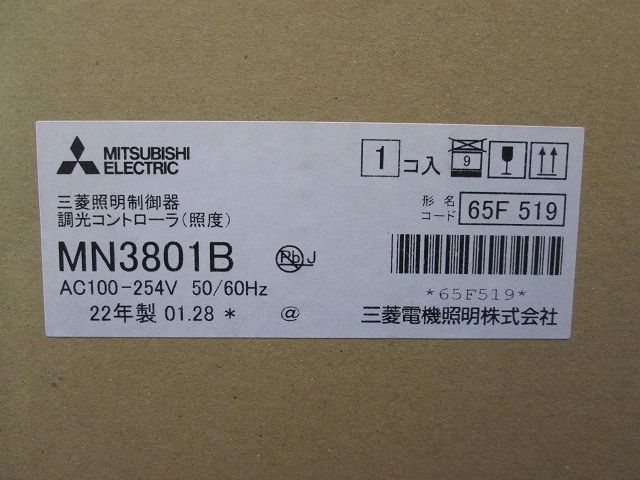 MITSUBISHI
ELECTRIC
1 コ入
9
三菱照明制御器
調光コントローラ(照度)
形名
コード
65F 519
MN3801B
Pb J
AC100-254V 50/60Hz
*65F519*
22年製 01.28 * @
三菱電機照明株式会社